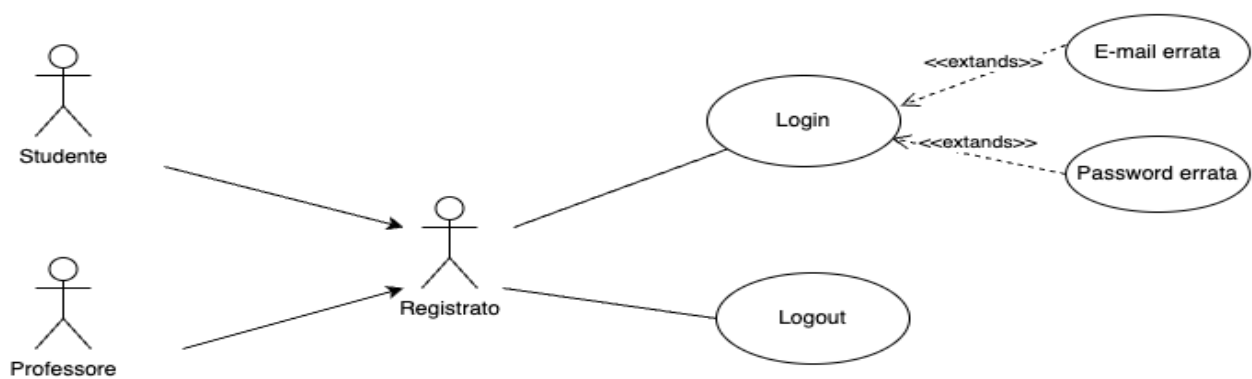 E-mail errata
<<extands>>
Login
<<extands>>
Studente
Password errata
Registrato
Logout
Professore